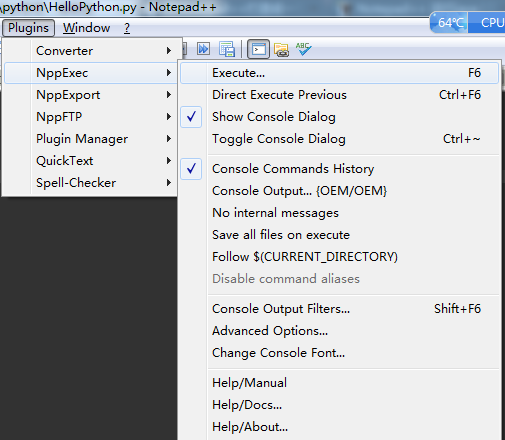 \python\HelloPython.py - Notepad++
64℃ CPU
Plugins Window ?
Converter
NppExec
NppExport
NppFTP
Plugin Manager
QuickText
Spell-Checker
ABC
Execute... F6
Direct Execute Previous Ctrl+F6
Show Console Dialog
Toggle Console Dialog Ctrl+~
Console Commands History
Console Output... {OEM/OEM}
No internal messages
Save all files on execute
Follow $(CURRENT_DIRECTORY)
Disable command aliases
Console Output Filters... Shift+F6
Advanced Options...
Change Console Font...
Help/Manual
Help/Docs...
Help/About...